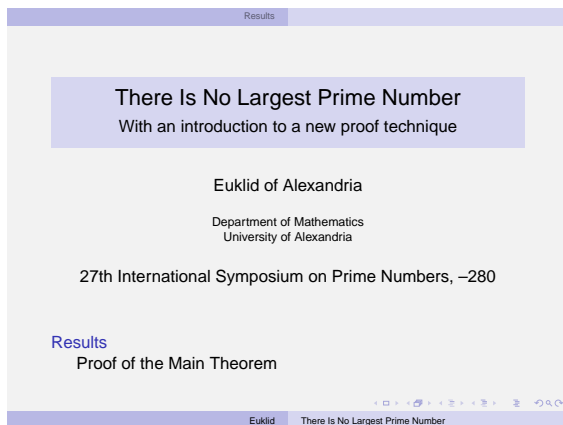 Results
There Is No Largest Prime Number
With an introduction to a new proof technique
Euklid of Alexandria
Department of Mathematics
University of Alexandria
27th International Symposium on Prime Numbers, –280
Results
Proof of the Main Theorem
Euklid There Is No Largest Prime Number